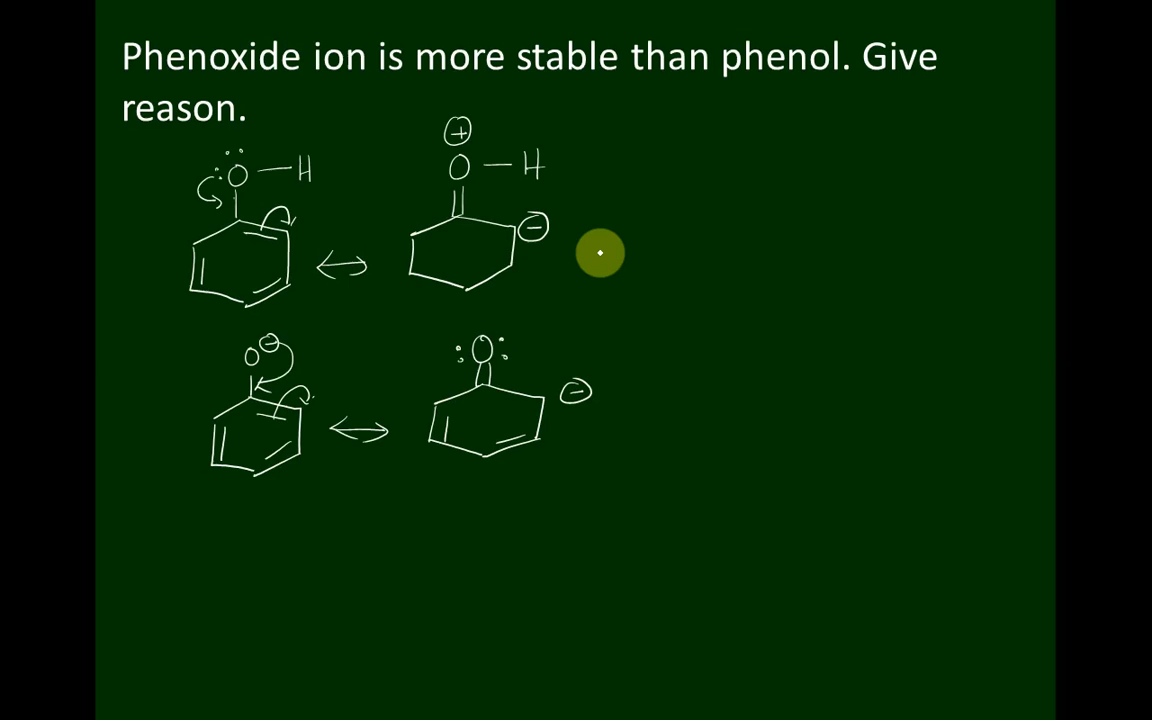 Phenoxide ion is more stable than phenol. Give
reason.
+
:Ö — H
O — H
−
O −
:O:
−